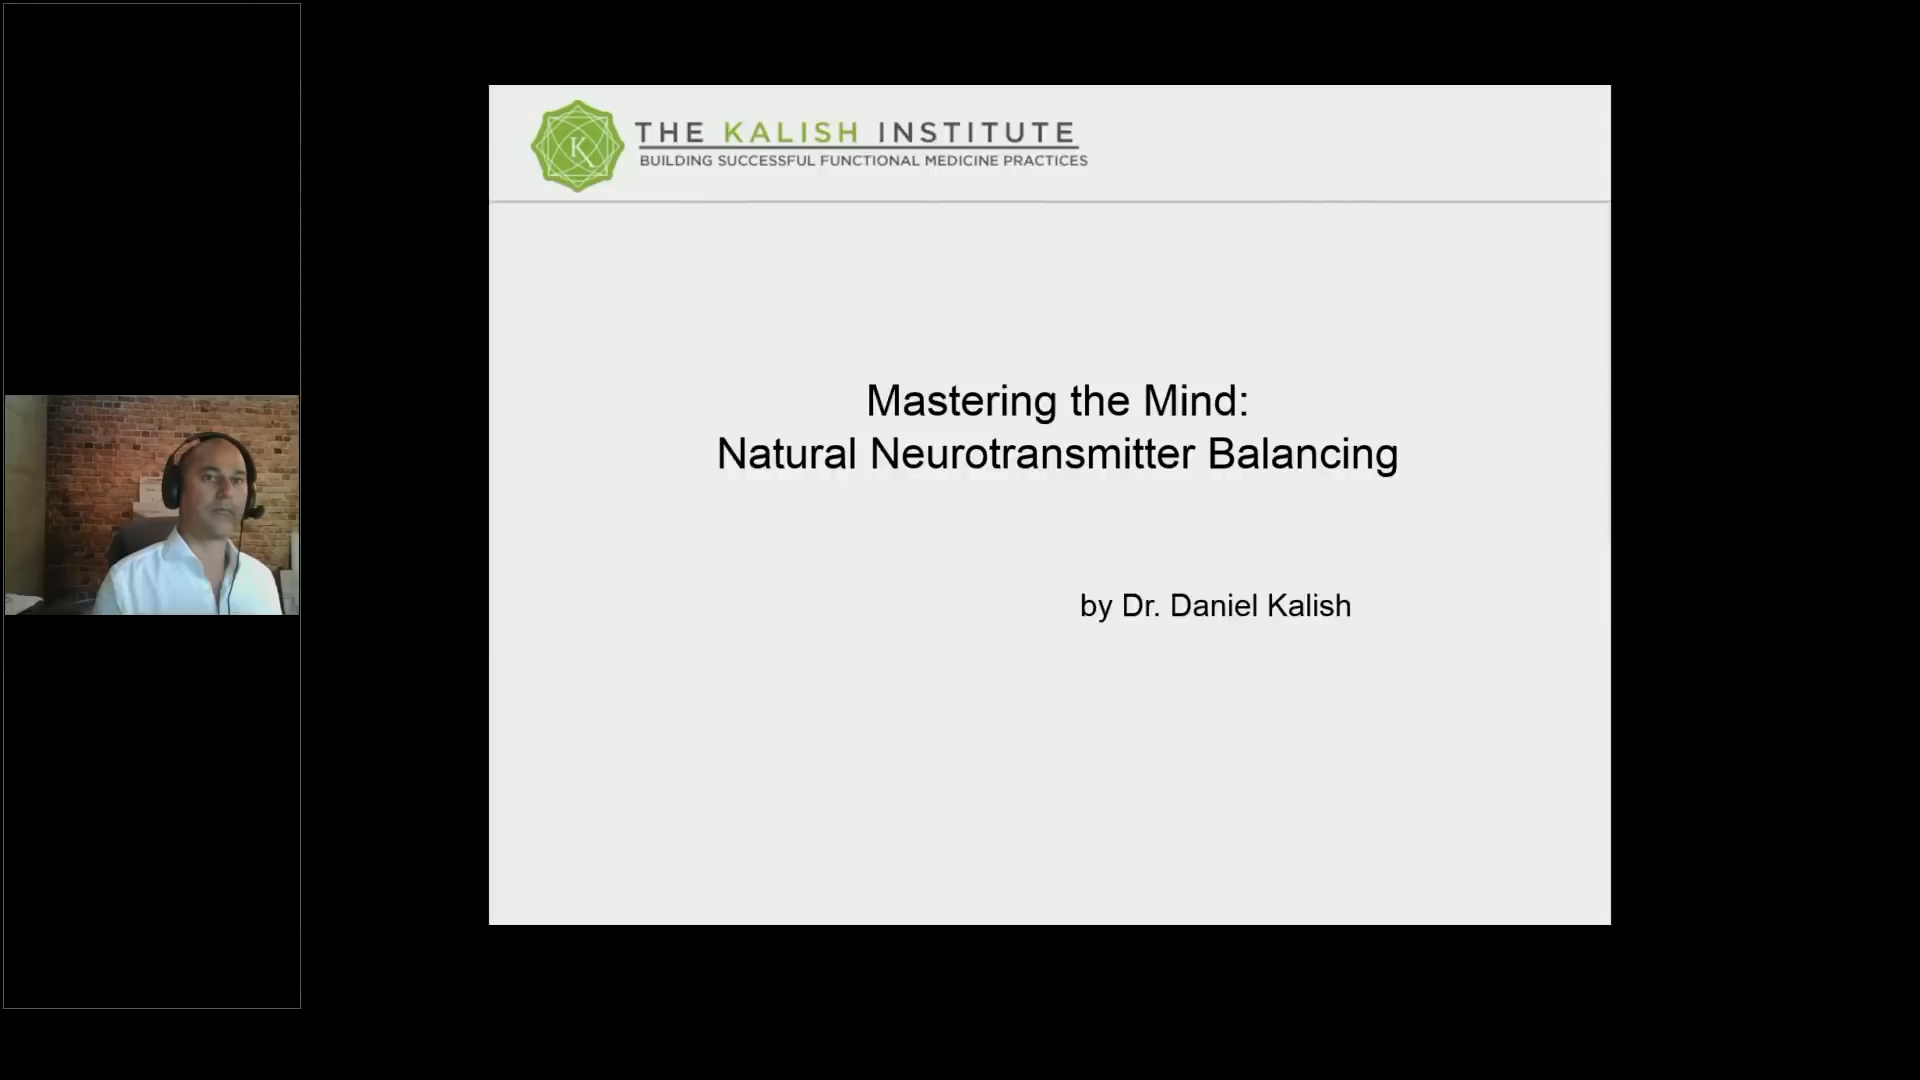 K
THE KALISH INSTITUTE
BUILDING SUCCESSFUL FUNCTIONAL MEDICINE PRACTICES
Mastering the Mind:
Natural Neurotransmitter Balancing
by Dr. Daniel Kalish